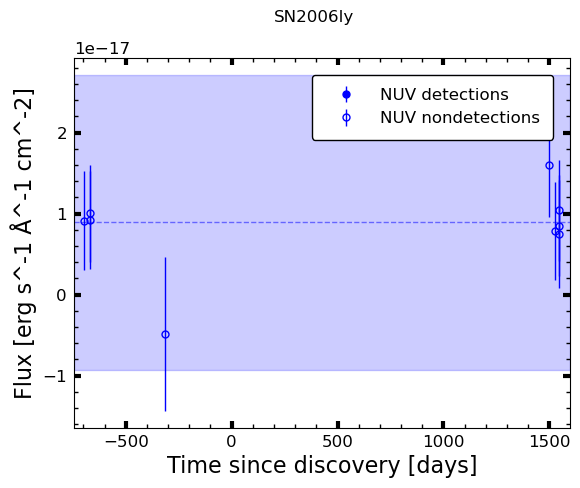 SN2006ly
1e−17
NUV detections
NUV nondetections
Flux [erg s^-1 Å^-1 cm^-2]
2
1
0
−1
−500
0
500
1000
1500
Time since discovery [days]